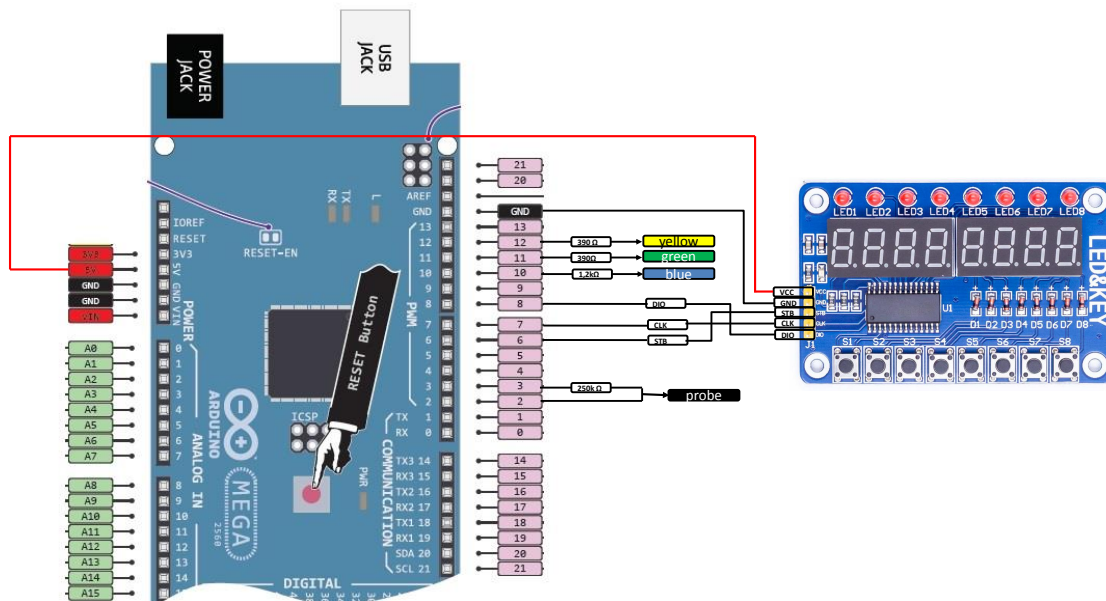 POWER JACK
USB JACK
RX
TX
L
RESET-EN
IOREF
RESET
3V3
5V
GND
GND
VIN
POWER
3V3
5V
GND
GND
VIN
A0
A1
A2
A3
A4
A5
A6
A7
A8
A9
A10
A11
A12
A13
A14
A15
0
1
2
3
4
5
6
7
8
9
10
11
12
13
14
ANALOG IN
ARDUINO
MEGA
2560
ICSP
RESET Button
PWR
DIGITAL
AREF
GND
13
12
11
10
9
8
7
6
5
4
3
2
TX 1
RX 0
TX3 14
RX3 15
TX2 16
RX2 17
TX1 18
RX1 19
SDA 20
SCL 21
PWM
COMMUNICATION
21
20
GND
13
12
11
10
9
8
7
6
5
4
3
2
1
0
14
15
16
17
18
19
20
21
390 Ω
yellow
390Ω
green
1,2kΩ
blue
DIO
CLK
STB
250k Ω
probe
VCC
GND
STB
CLK
DIO
VCC
GND
STB
CLK
DIO
J1
LED1 LED2 LED3 LED4 LED5 LED6 LED7 LED8
LED&KEY
U1
D1 D2 D3 D4 D5 D6 D7 D8
S1 S2 S3 S4 S5 S6 S7 S8